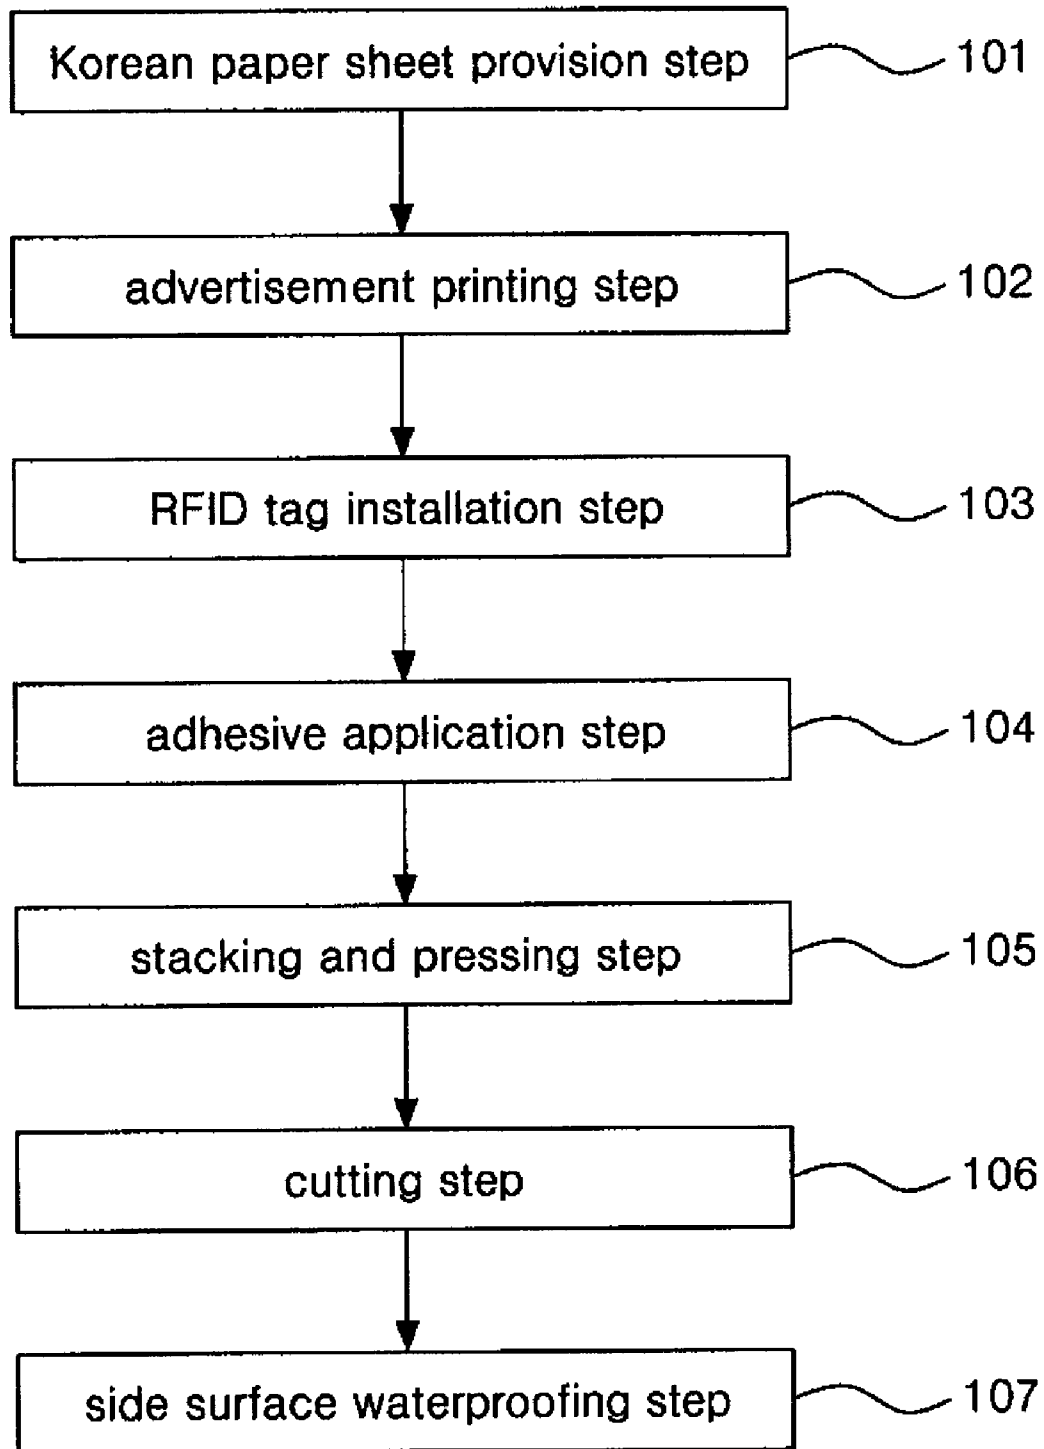 Korean paper sheet provision step 101
advertisement printing step 102
RFID tag installation step 103
adhesive application step 104
stacking and pressing step 105
cutting step 106
side surface waterproofing step 107